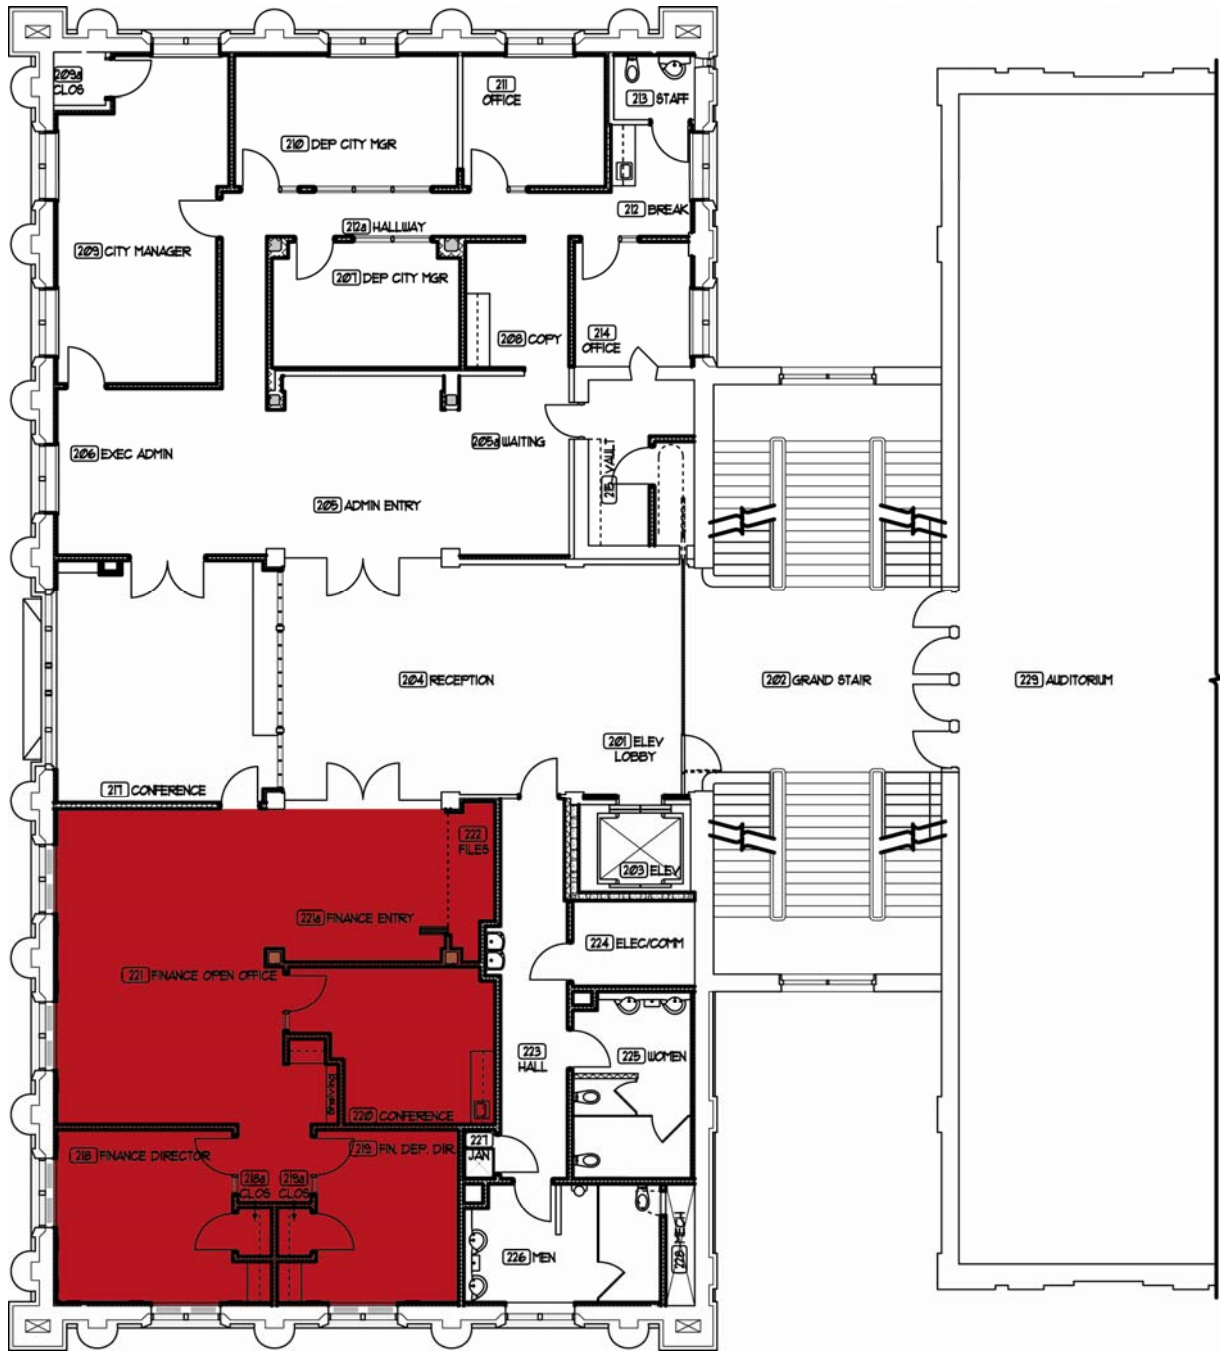 209a
CLOS
211
OFFICE
213 STAFF
210 DEP CITY MGR
212 BREAK
212a HALLWAY
209 CITY MANAGER
207 DEP CITY MGR
208 COPY
214
OFFICE
206 EXEC ADMIN
205a WAITING
215 VAULT
205 ADMIN ENTRY
204 RECEPTION
202 GRAND STAIR
229 AUDITORIUM
201 ELEV
LOBBY
217 CONFERENCE
222
FILES
203 ELEV
221a FINANCE ENTRY
224 ELEC/COMM
221 FINANCE OPEN OFFICE
223
HALL
225 WOMEN
Shelving
220 CONFERENCE
218 FINANCE DIRECTOR
219 FIN. DEP. DIR.
227
JAN
218a
CLOS
219a
CLOS
226 MEN
228 MECH